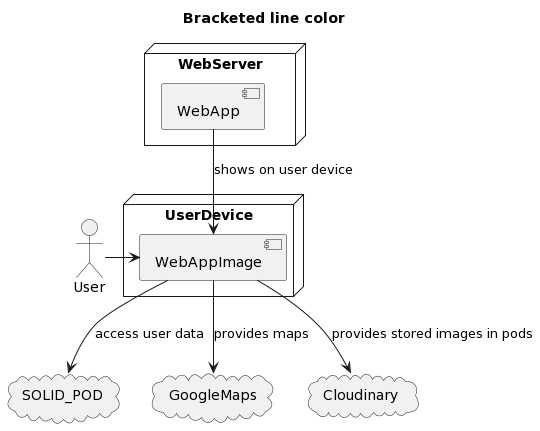 Bracketed line color
WebServer
WebApp
shows on user device
UserDevice
WebAppImage
User
access user data
provides maps
provides stored images in pods
SOLID_POD
GoogleMaps
Cloudinary